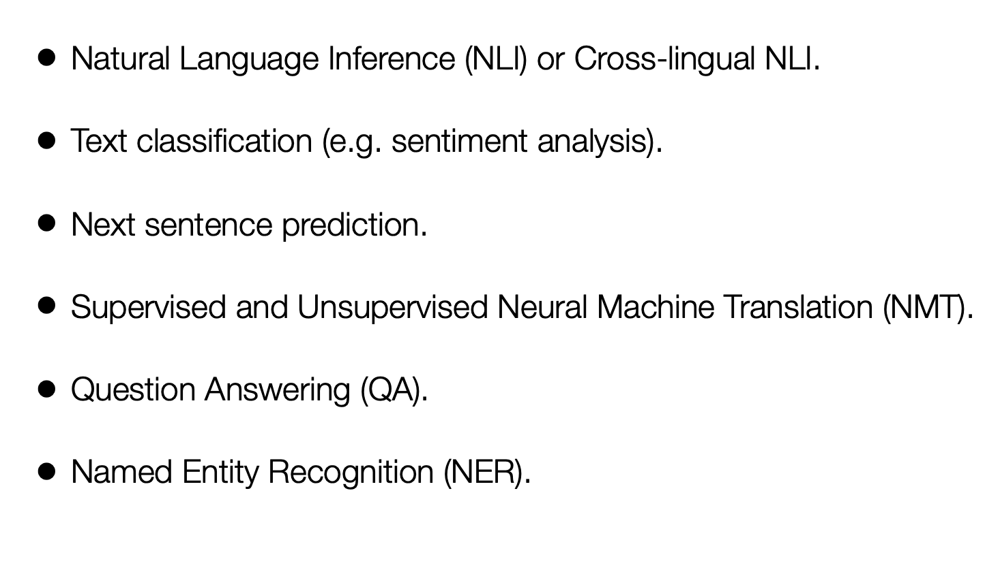 ● Natural Language Inference (NLI) or Cross-lingual NLI.
● Text classification (e.g. sentiment analysis).
● Next sentence prediction.
● Supervised and Unsupervised Neural Machine Translation (NMT).
● Question Answering (QA).
● Named Entity Recognition (NER).